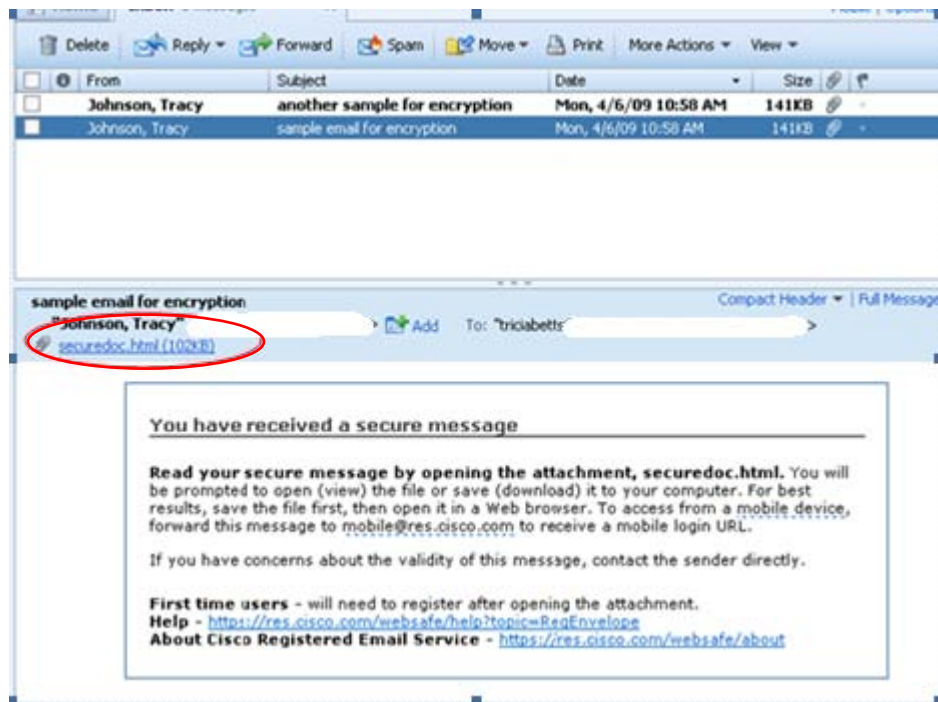 Delete Reply Forward Spam Move Print More Actions View
From Subject Date Size
Johnson, Tracy another sample for encryption Mon, 4/6/09 10:58 AM 141KB
Johnson, Tracy sample email for encryption Mon, 4/6/09 10:58 AM 141KB
sample email for encryption Compact Header | Full Message
"Johnson, Tracy" > Add To: "triciabetts >
securedoc.html (102KB)
You have received a secure message
Read your secure message by opening the attachment, securedoc.html. You will
be prompted to open (view) the file or save (download) it to your computer. For best
results, save the file first, then open it in a Web browser. To access from a mobile device,
forward this message to mobile@res.cisco.com to receive a mobile login URL.
If you have concerns about the validity of this message, contact the sender directly.
First time users - will need to register after opening the attachment.
Help - https://res.cisco.com/websafe/help?topic=RegEnvelope
About Cisco Registered Email Service - https://res.cisco.com/websafe/about